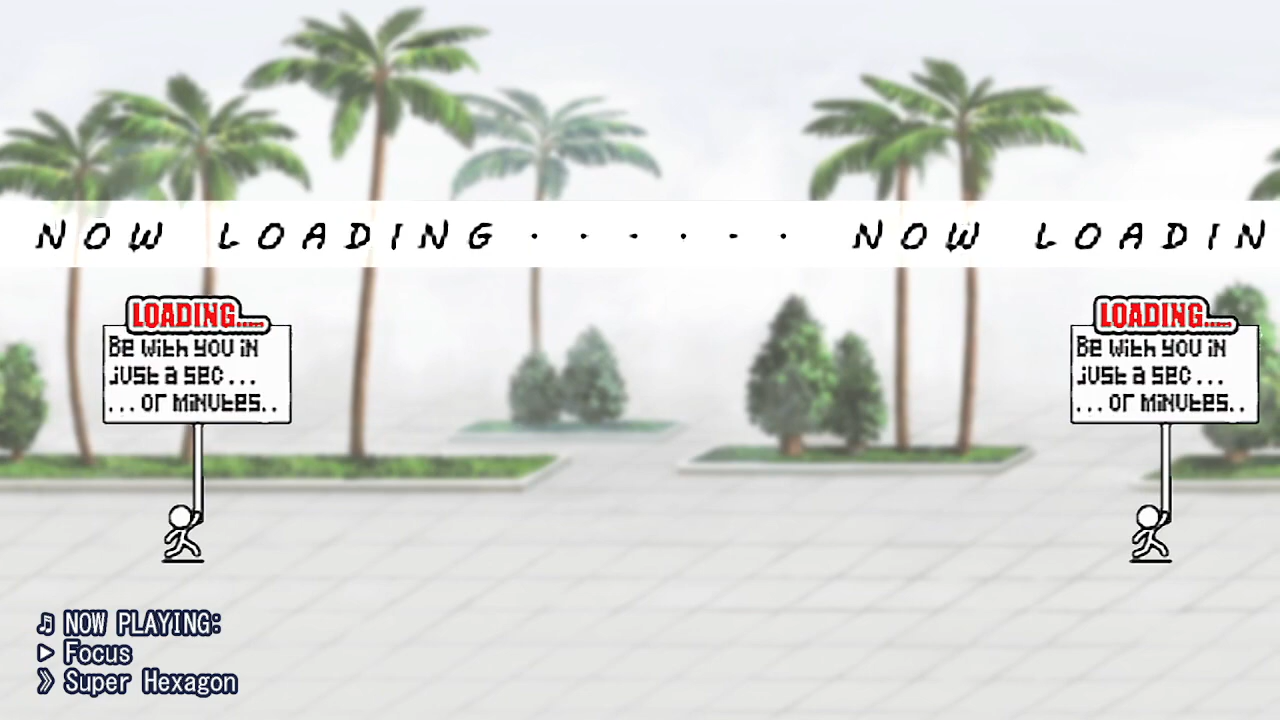 NOW LOADING · · · · · · NOW LOADIN
LOADING.....
BE WITH YOU IN
JUST A SEC...
...OR MINUTES..
LOADING.....
BE WITH YOU IN
JUST A SEC...
...OR MINUTES..
♫ NOW PLAYING:
► Focus
》 Super Hexagon